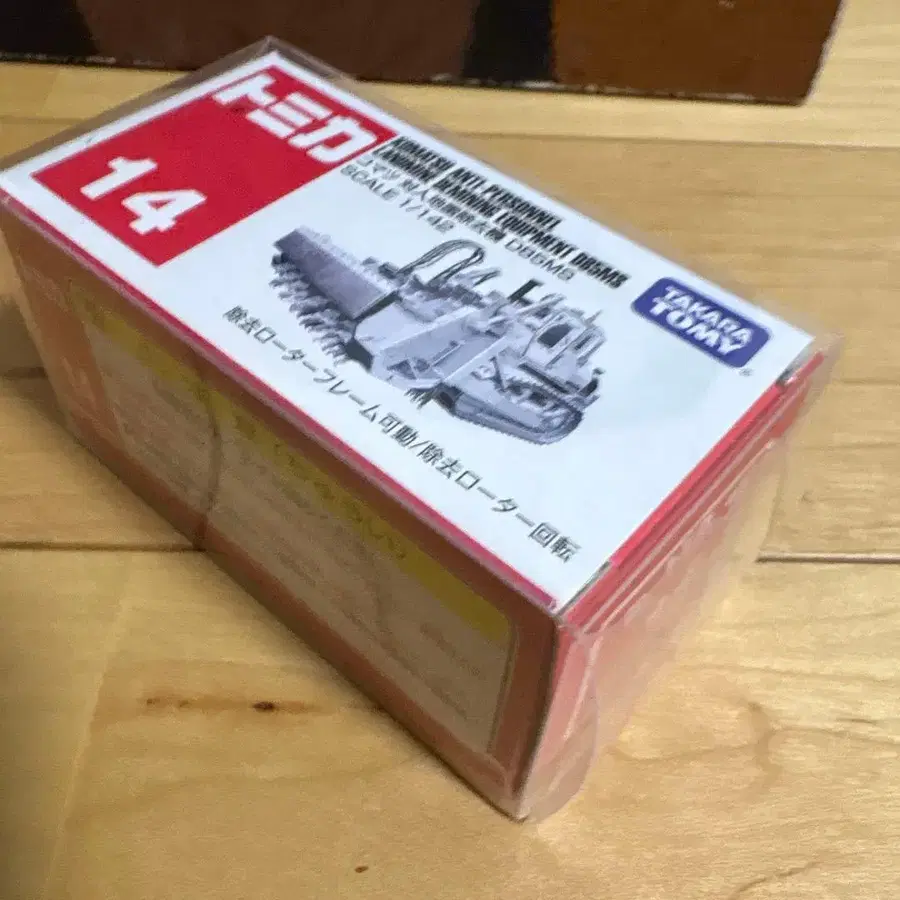 トミカ
14
KOMATSU ANTI-PERSONNEL
LANDMINE DEMINING EQUIPMENT D85MS
コマツ 対人地雷除去機 D85MS
SCALE 1/142
TAKARA
TOMY
除去ローターフレーム可動/除去ローター回転